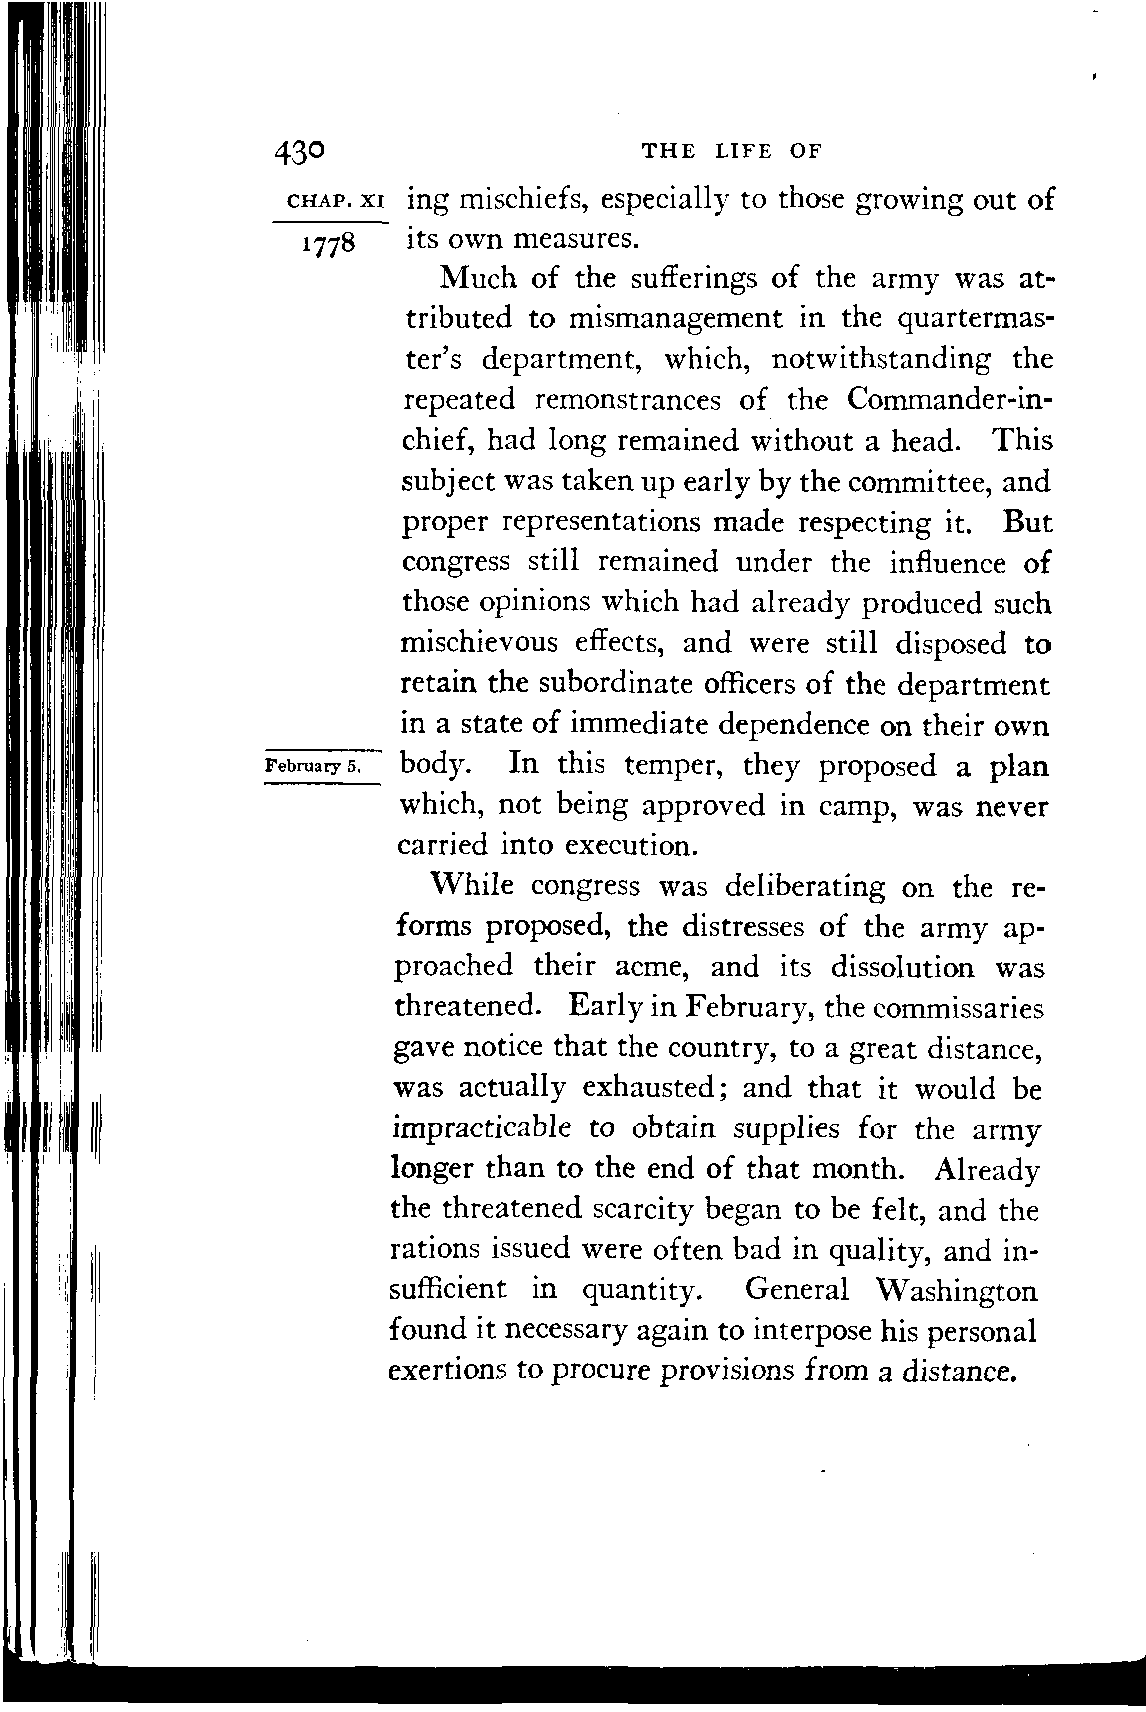 430 THE LIFE OF
CHAP. XI ing mischiefs, especially to those growing out of
1778 its own measures.
Much of the sufferings of the army was at-
tributed to mismanagement in the quartermas-
ter's department, which, notwithstanding the
repeated remonstrances of the Commander-in-
chief, had long remained without a head. This
subject was taken up early by the committee, and
proper representations made respecting it. But
congress still remained under the influence of
those opinions which had already produced such
mischievous effects, and were still disposed to
retain the subordinate officers of the department
in a state of immediate dependence on their own
February 5. body. In this temper, they proposed a plan
which, not being approved in camp, was never
carried into execution.
While congress was deliberating on the re-
forms proposed, the distresses of the army ap-
proached their acme, and its dissolution was
threatened. Early in February, the commissaries
gave notice that the country, to a great distance,
was actually exhausted; and that it would be
impracticable to obtain supplies for the army
longer than to the end of that month. Already
the threatened scarcity began to be felt, and the
rations issued were often bad in quality, and in-
sufficient in quantity. General Washington
found it necessary again to interpose his personal
exertions to procure provisions from a distance.